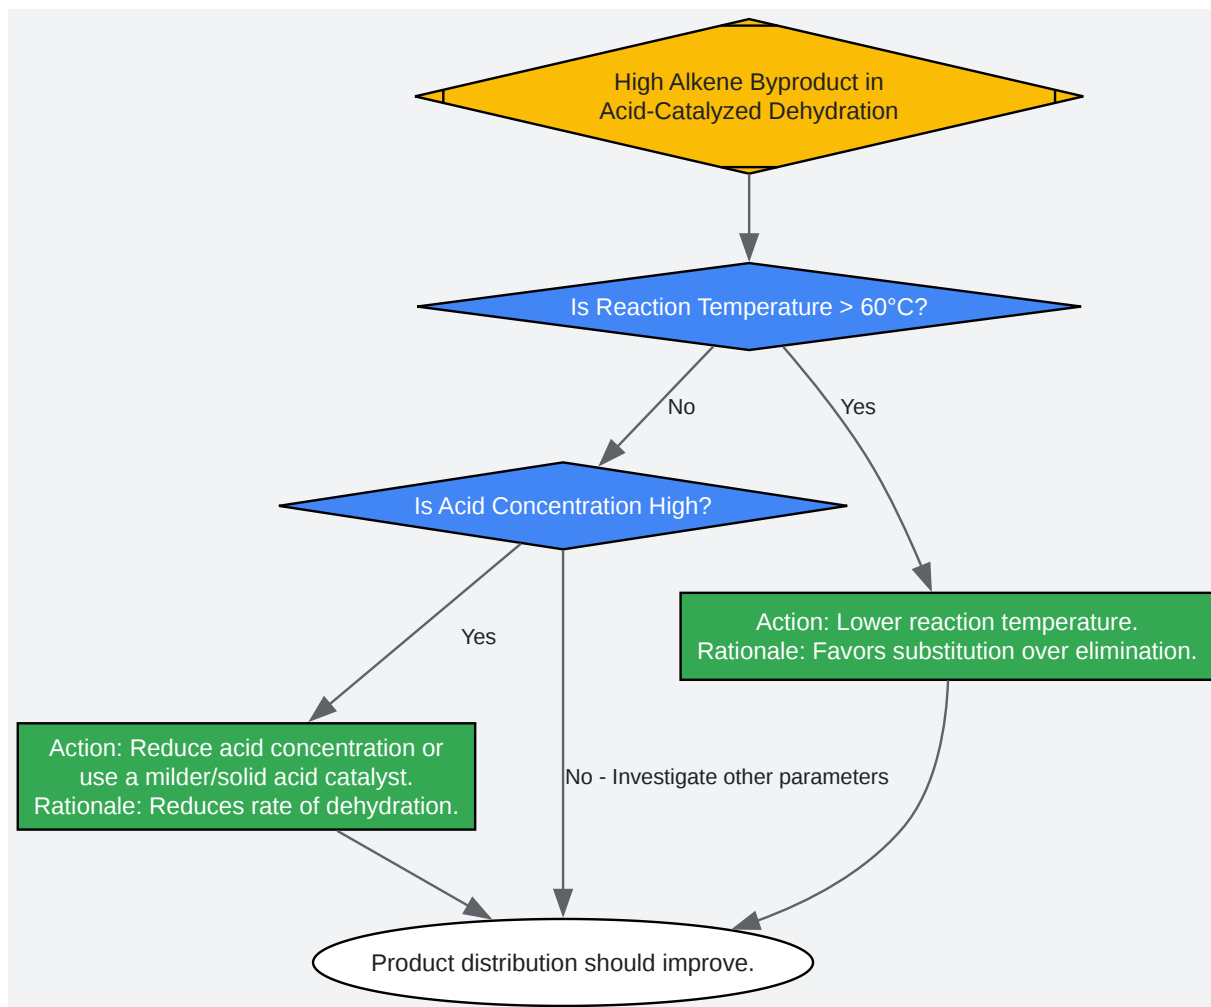 High Alkene Byproduct in
Acid-Catalyzed Dehydration
Is Reaction Temperature > 60°C?
No
Yes
Is Acid Concentration High?
Action: Lower reaction temperature.
Rationale: Favors substitution over elimination.
Yes
Action: Reduce acid concentration or
use a milder/solid acid catalyst.
Rationale: Reduces rate of dehydration.
No - Investigate other parameters
Product distribution should improve.